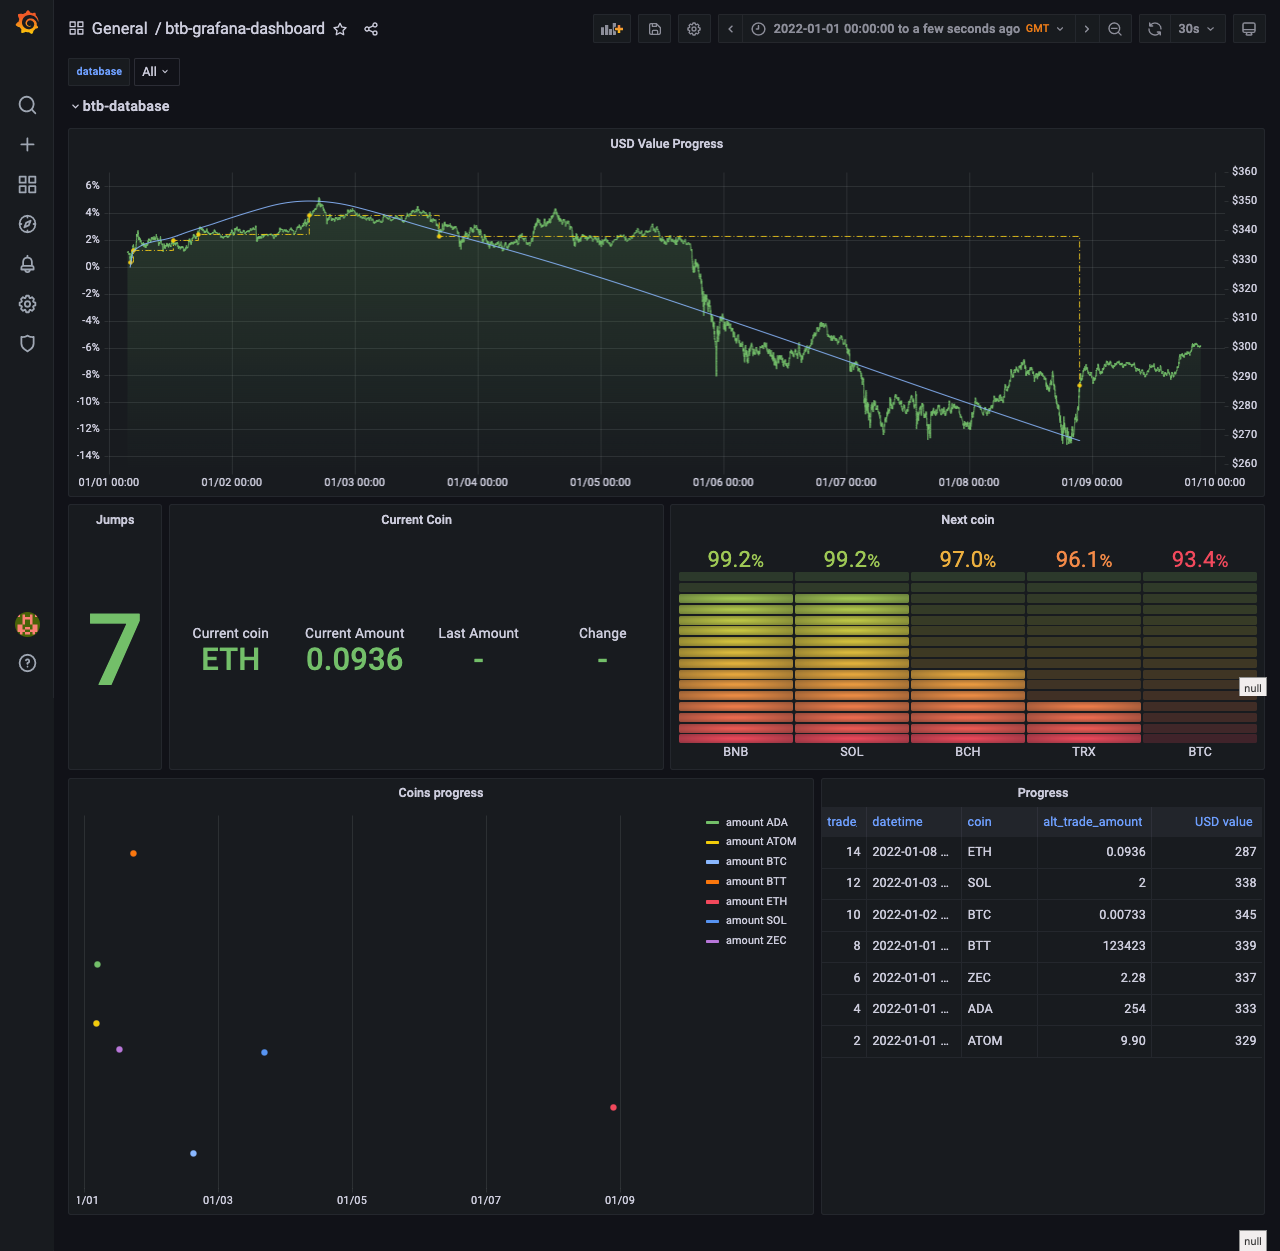 General / btb-grafana-dashboard
2022-01-01 00:00:00 to a few seconds ago GMT
30s
database All
btb-database
USD Value Progress
6%
4%
2%
0%
-2%
-4%
-6%
-8%
-10%
-12%
-14%
$360
$350
$340
$330
$320
$310
$300
$290
$280
$270
$260
01/01 00:00 01/02 00:00 01/03 00:00 01/04 00:00 01/05 00:00 01/06 00:00 01/07 00:00 01/08 00:00 01/09 00:00 01/10 00:00
Jumps
7
Current Coin
Current coin Current Amount Last Amount Change
ETH 0.0936 - -
Next coin
99.2% 99.2% 97.0% 96.1% 93.4%
BNB SOL BCH TRX BTC
null
Coins progress
amount ADA
amount ATOM
amount BTC
amount BTT
amount ETH
amount SOL
amount ZEC
1/01 01/03 01/05 01/07 01/09
Progress
trade datetime coin alt_trade_amount USD value
14 2022-01-08 ... ETH 0.0936 287
12 2022-01-03 ... SOL 2 338
10 2022-01-02 ... BTC 0.00733 345
8 2022-01-01 ... BTT 123423 339
6 2022-01-01 ... ZEC 2.28 337
4 2022-01-01 ... ADA 254 333
2 2022-01-01 ... ATOM 9.90 329
null